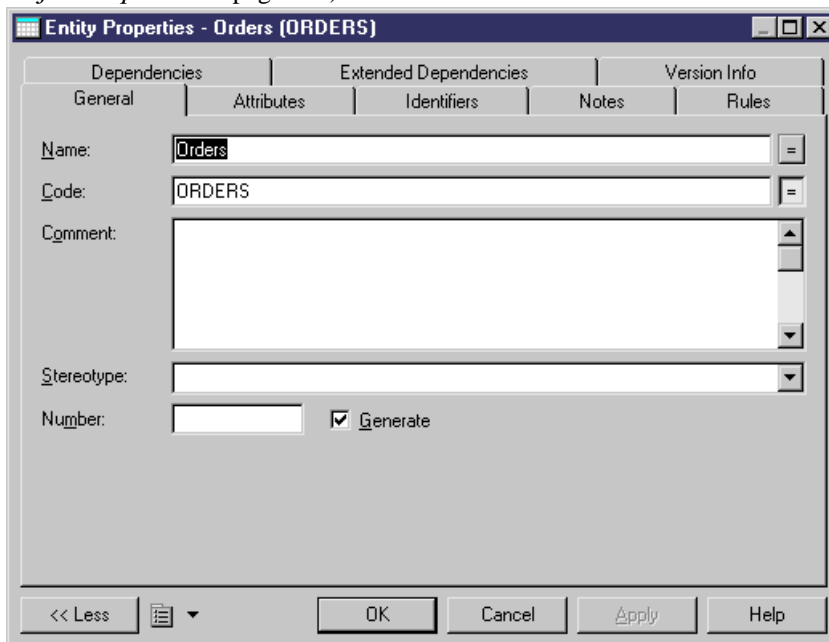 Entity Properties - Orders (ORDERS)
Dependencies Extended Dependencies Version Info
General Attributes Identifiers Notes Rules
Name: Orders =
Code: ORDERS =
Comment:
Stereotype:
Number: Generate
<< Less OK Cancel Apply Help